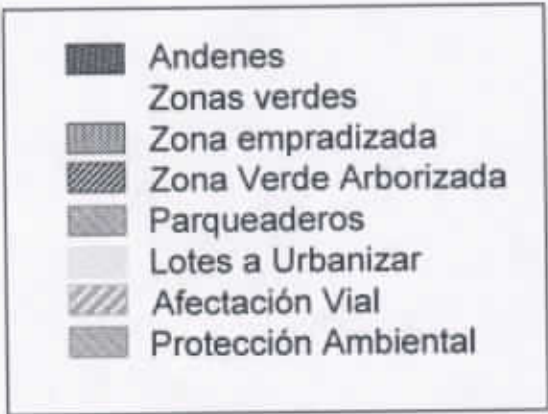 Andenes
Zonas verdes
Zona empradizada
Zona Verde Arborizada
Parqueaderos
Lotes a Urbanizar
Afectación Vial
Protección Ambiental